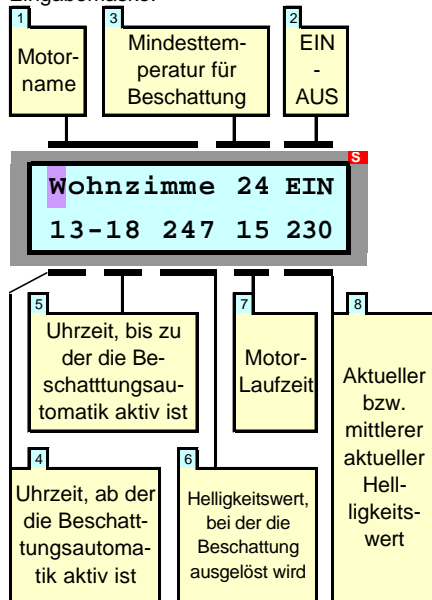 Eingabemaske:
1
Motor-
name
3
Mindesttem-
peratur für
Beschattung
2
EIN
-
AUS
S
Wohnzimme 24 EIN
13-18 247 15 230
5
Uhrzeit, bis zu
der die Be-
schatttungsau-
tomatik aktiv ist
7
Motor-
Laufzeit
8
Aktueller
bzw.
mittlerer
aktueller
Hell-
ligkeits-
wert
4
Uhrzeit, ab der
die Beschatt-
tungsautoma-
tik aktiv ist
6
Helligkeitswert,
bei der die
Beschattung
ausgelöst wird